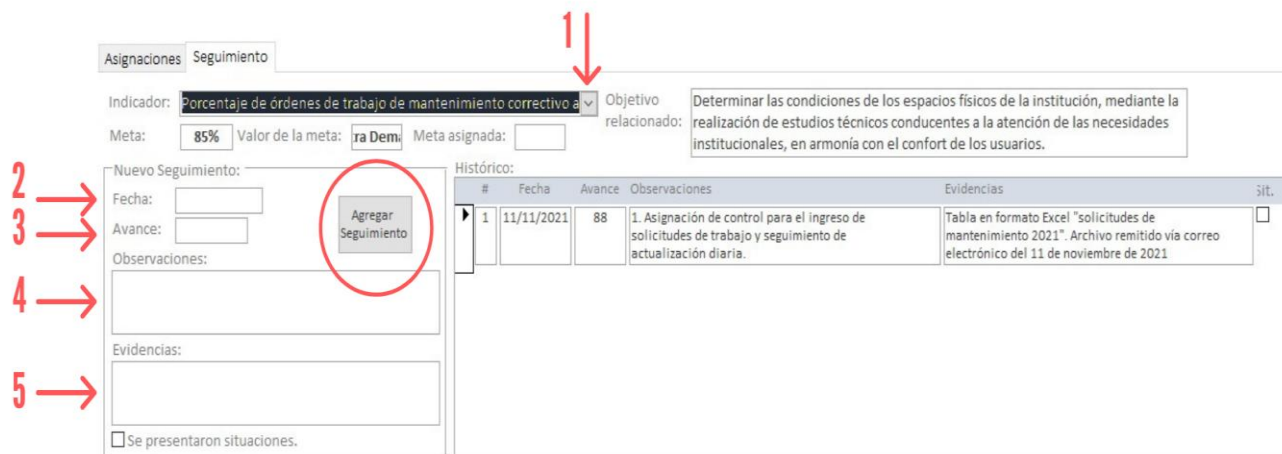 1
Asignaciones Seguimiento
Indicador: Porcentaje de órdenes de trabajo de mantenimiento correctivo a
Objetivo relacionado:
Determinar las condiciones de los espacios físicos de la institución, mediante la
realización de estudios técnicos conducentes a la atención de las necesidades
institucionales, en armonía con el confort de los usuarios.
Meta: 85% Valor de la meta: ra Dem Meta asignada:
Nuevo Seguimiento:
2
Fecha:
3
Avance:
Agregar
Seguimiento
Observaciones:
4
Evidencias:
5
Se presentaron situaciones.
Histórico:
# Fecha Avance Observaciones Evidencias Sit.
1 11/11/2021 88
1. Asignación de control para el ingreso de
solicitudes de trabajo y seguimiento de
actualización diaria.
Tabla en formato Excel "solicitudes de
mantenimiento 2021". Archivo remitido vía correo
electrónico del 11 de noviembre de 2021